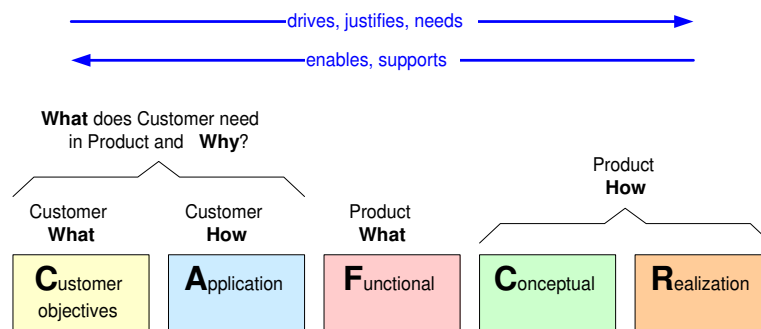 drives, justifies, needs
enables, supports
What does Customer need
in Product and Why?
Product
How
Customer
What
Customer
How
Product
What
Customer
objectives
Application
Functional
Conceptual
Realization